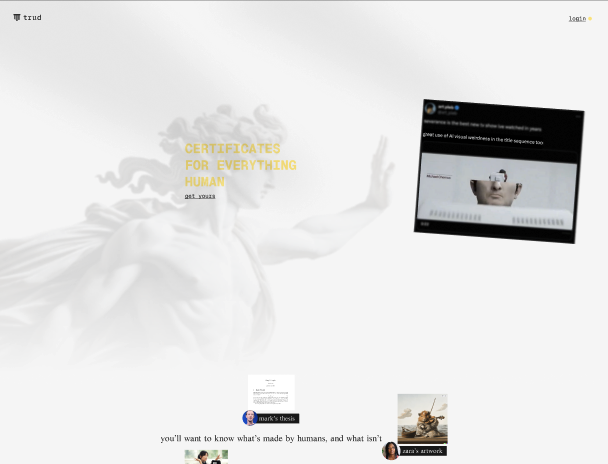 trud
login
CERTIFICATES
FOR EVERYTHING
HUMAN
get yours
great use of AI visual weirdness in the title sequence too
mark's thesis
you'll want to know what's made by humans, and what isn't
zara's artwork